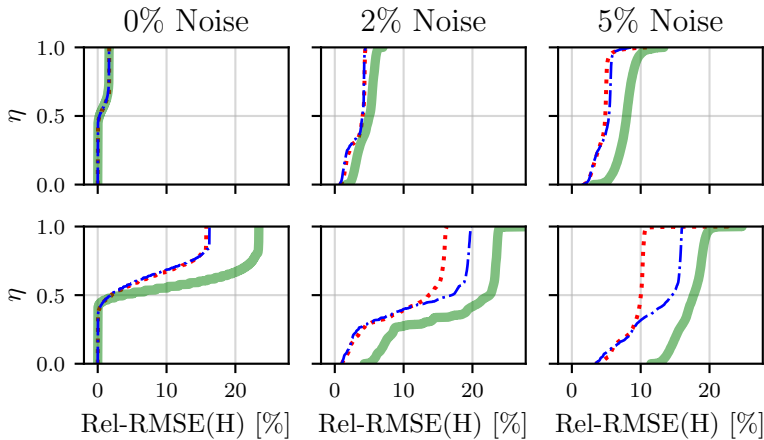 0% Noise 2% Noise 5% Noise
η 1.0 0.5 0.0
η 1.0 0.5 0.0
0 10 20 0 10 20 0 10 20
Rel-RMSE(H) [%] Rel-RMSE(H) [%] Rel-RMSE(H) [%]